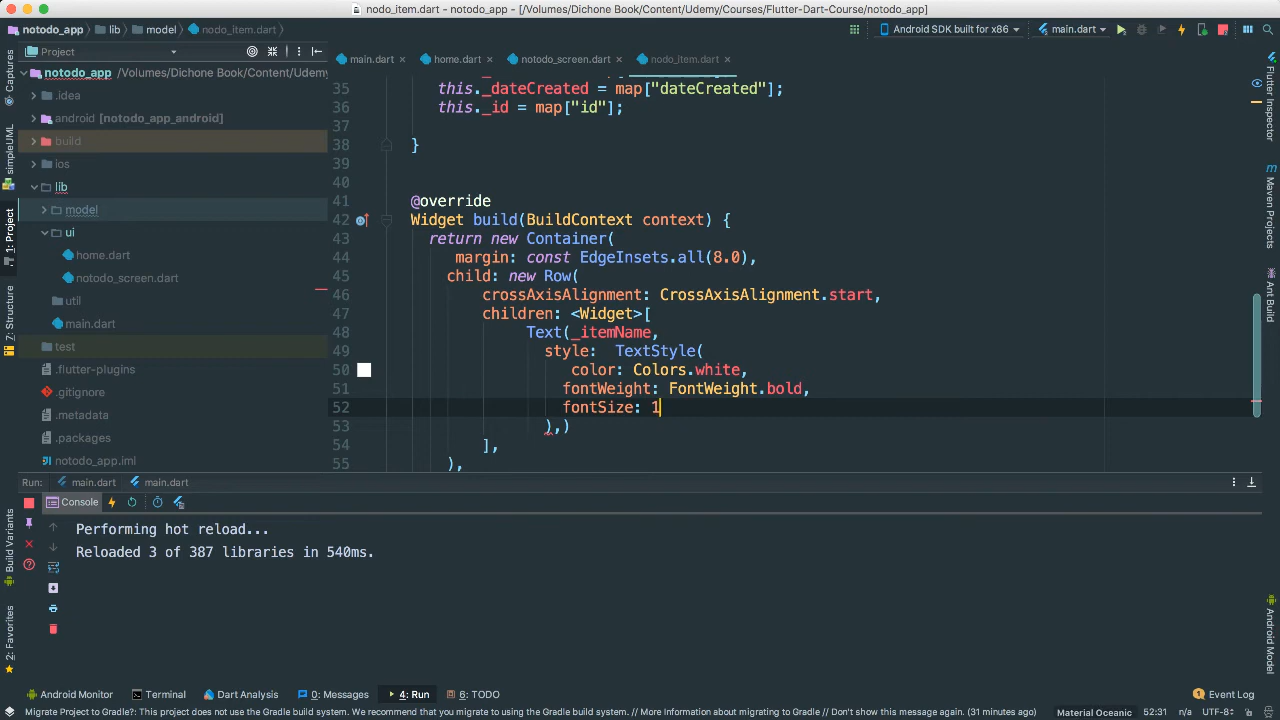 nodo_item.dart - notodo_app - [/Volumes/Dichone Book/Content/Udemy/Courses/Flutter-Dart-Course/notodo_app]
notodo_app lib model nodo_item.dart Android SDK built for x86 main.dart
Project main.dart home.dart notodo_screen.dart nodo_item.dart
notodo_app /Volumes/Dichone Book/Content/Udemy
.idea
android [notodo_app_android]
build
ios
lib
model
ui
home.dart
notodo_screen.dart
util
main.dart
test
.flutter-plugins
.gitignore
.metadata
.packages
notodo_app.iml
35 this._dateCreated = map["dateCreated"];
36 this._id = map["id"];
37
38 }
39
40
41 @override
42 Widget build(BuildContext context) {
43 return new Container(
44 margin: const EdgeInsets.all(8.0),
45 child: new Row(
46 crossAxisAlignment: CrossAxisAlignment.start,
47 children: <Widget>[
48 Text(_itemName,
49 style: TextStyle(
50 color: Colors.white,
51 fontWeight: FontWeight.bold,
52 fontSize: 1
53 ),)
54 ],
55 ),
Captures
simpleUML
1: Project
7: Structure
Build Variants
2: Favorites
Flutter Inspector
Maven Projects
Ant Build
Android Model
Run: main.dart main.dart
Console
Performing hot reload...
Reloaded 3 of 387 libraries in 540ms.
Android Monitor Terminal Dart Analysis 0: Messages 4: Run 6: TODO 1 Event Log
Migrate Project to Gradle?: This project does not use the Gradle build system. We recommend that you migrate to using the Gradle build system. // More Information about migrating to Gradle // Don't show this message again. (31 minutes ago) Material Oceanic 52:31 n/a UTF-8